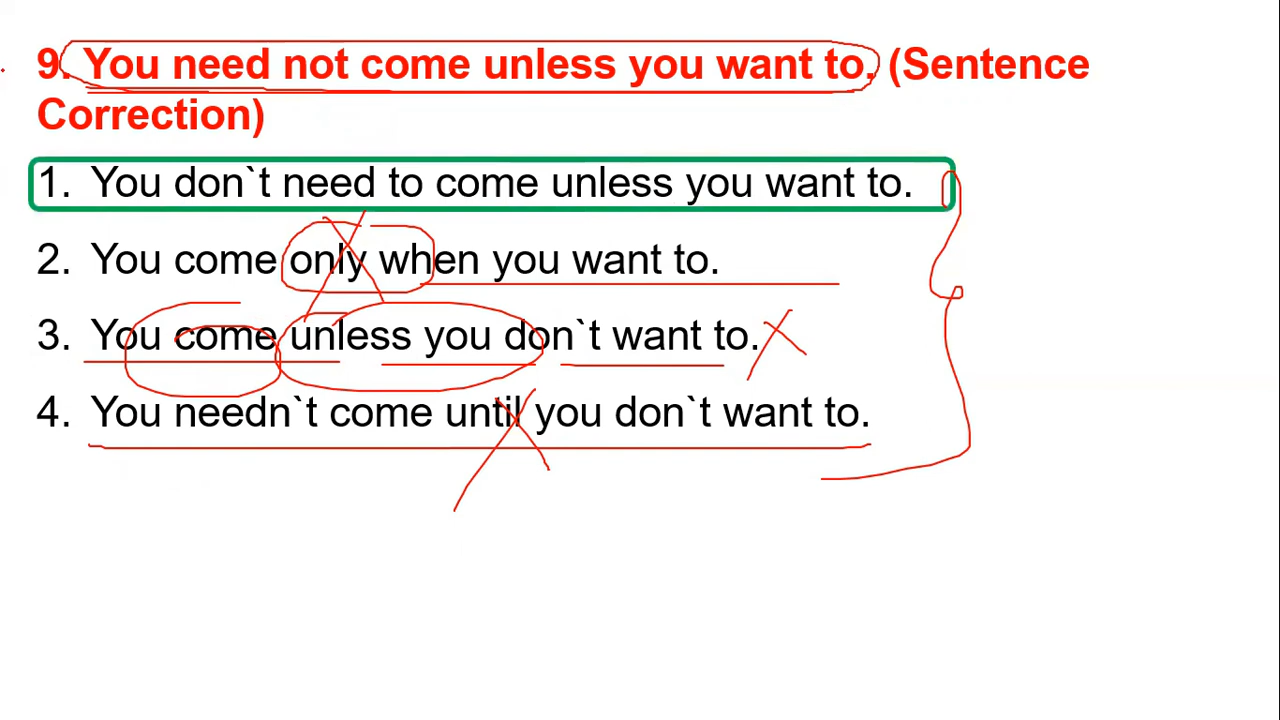 9. You need not come unless you want to. (Sentence
Correction)
1. You don`t need to come unless you want to.
2. You come only when you want to.
3. You come unless you don`t want to.
4. You needn`t come until you don`t want to.